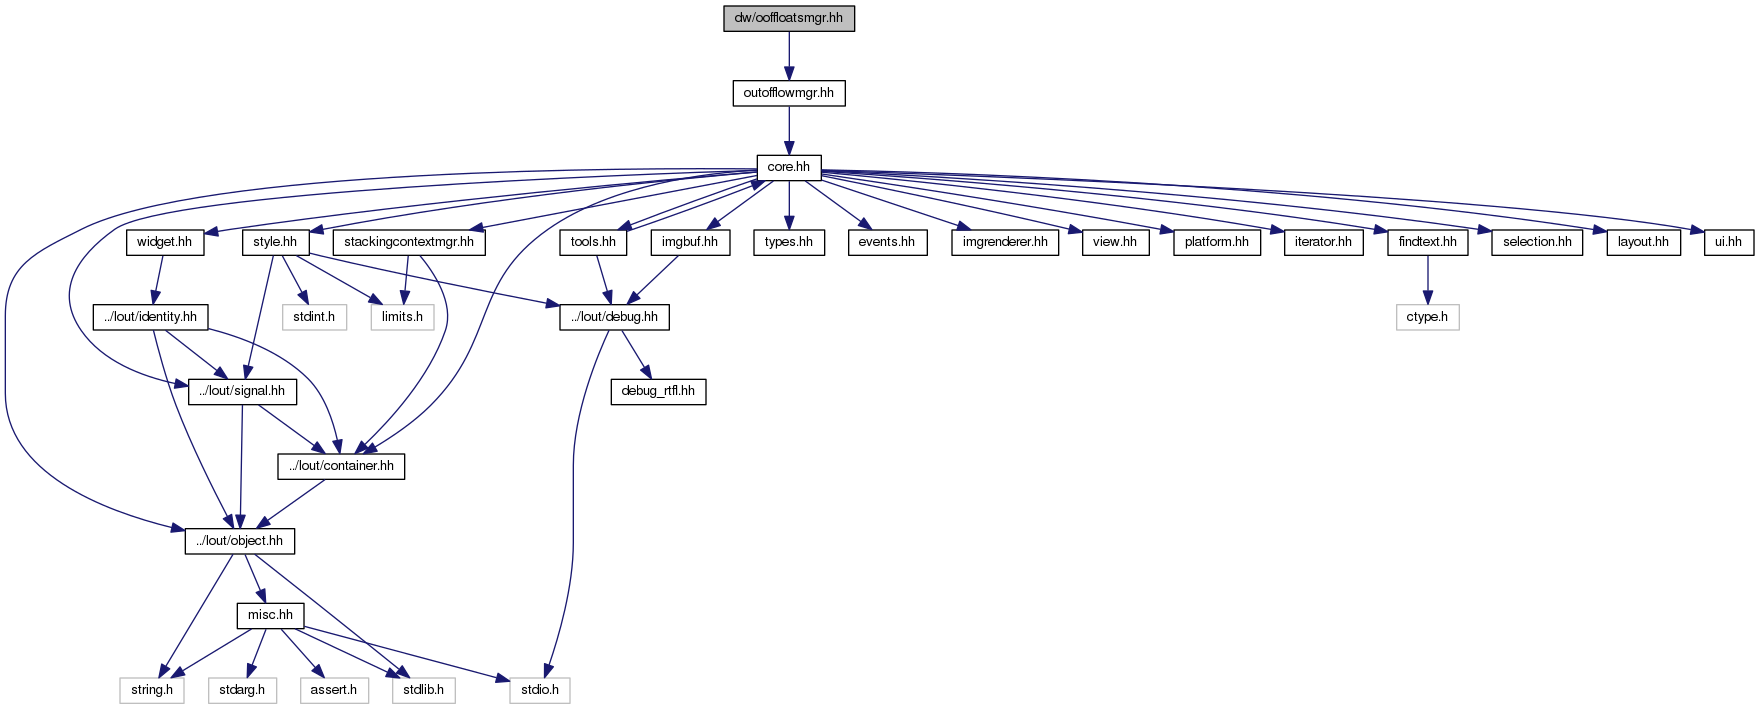 dw/ooffloatsmgr.hh
outofflowmgr.hh
core.hh
widget.hh
style.hh
stackingcontextmgr.hh
tools.hh
imgbuf.hh
types.hh
events.hh
imgrenderer.hh
view.hh
platform.hh
iterator.hh
findtext.hh
selection.hh
layout.hh
ui.hh
../lout/identity.hh
stdint.h
limits.h
../lout/debug.hh
ctype.h
../lout/signal.hh
debug_rtfl.hh
../lout/container.hh
../lout/object.hh
misc.hh
string.h
stdarg.h
assert.h
stdlib.h
stdio.h